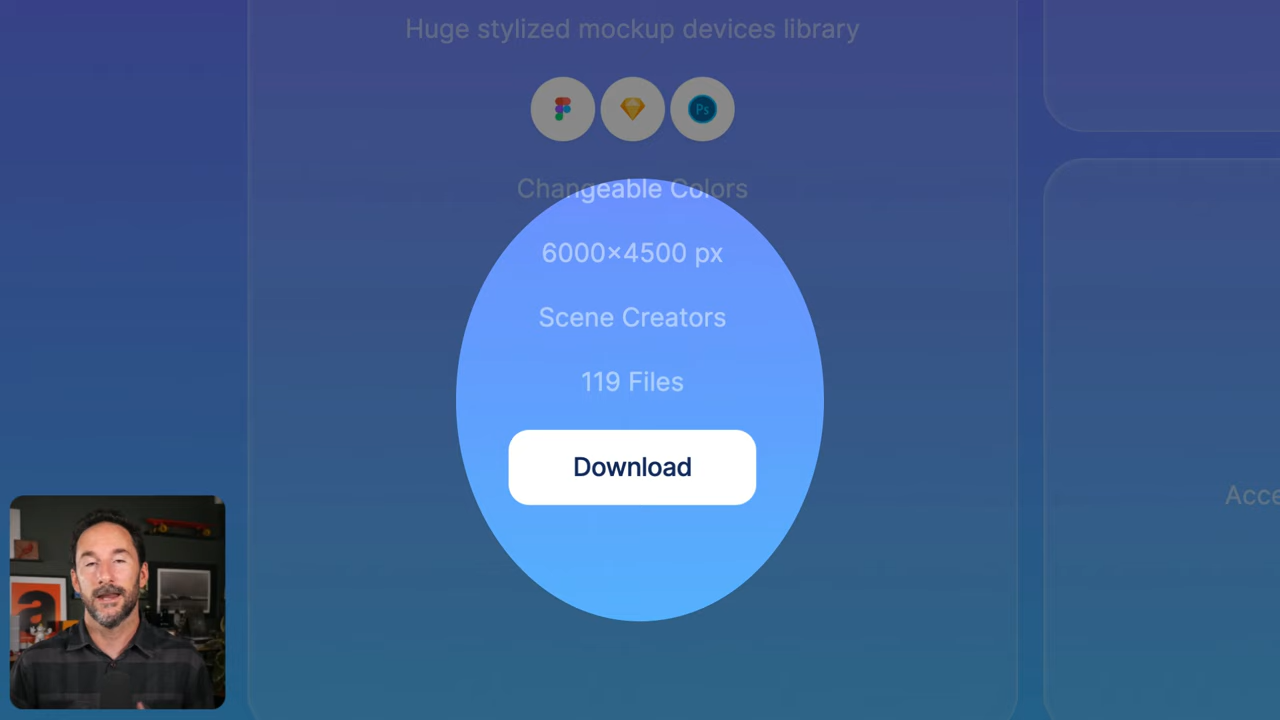 Huge stylized mockup devices library
Ps
Changeable Colors
6000×4500 px
Scene Creators
119 Files
Download
Acce
a